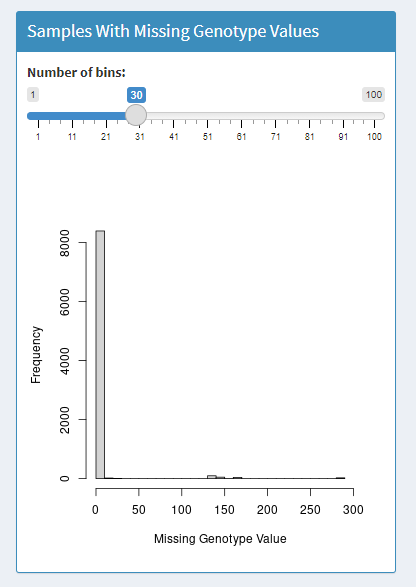 Samples With Missing Genotype Values
Number of bins:
1 30 100
1 11 21 31 41 51 61 71 81 91 100
8000
6000
4000
2000
0
Frequency
0 50 100 150 200 250 300
Missing Genotype Value